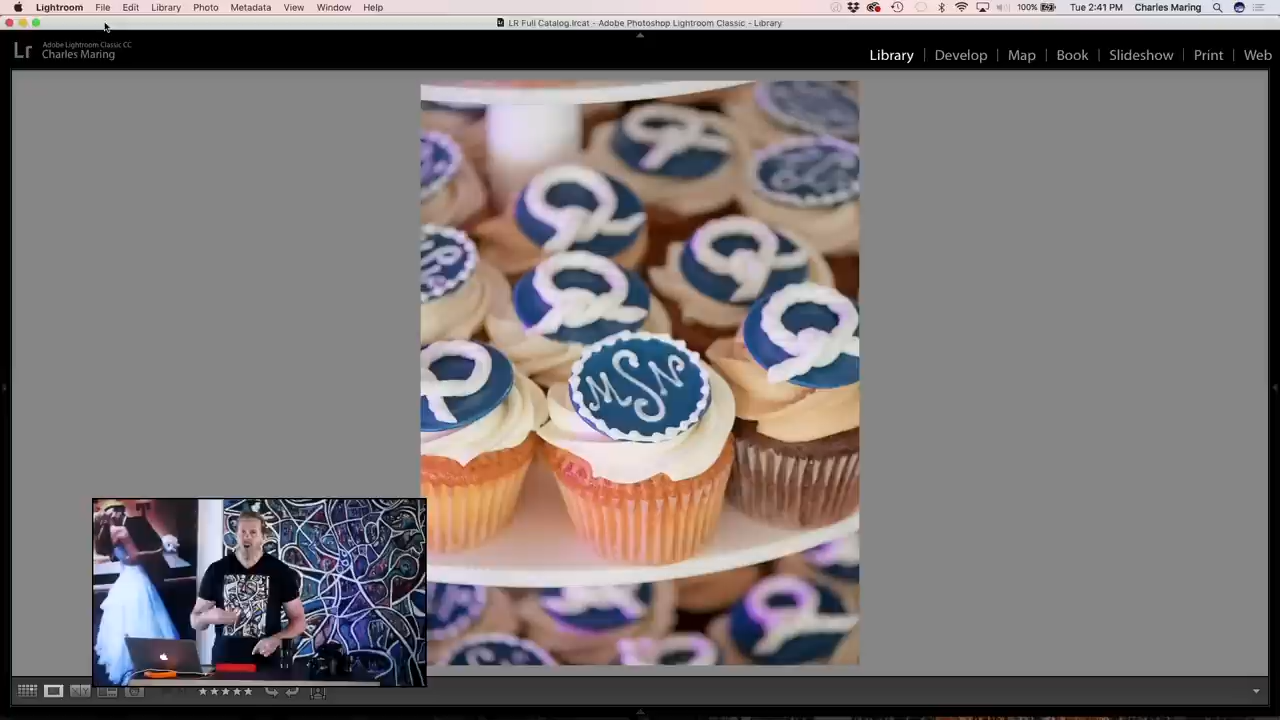 Lightroom File Edit Library Photo Metadata View Window Help 100% Tue 2:41 PM Charles Maring
LR Full Catalog.lrcat - Adobe Photoshop Lightroom Classic - Library
Lr Adobe Lightroom Classic CC
Charles Maring
Library | Develop | Map | Book | Slideshow | Print | Web
MSN